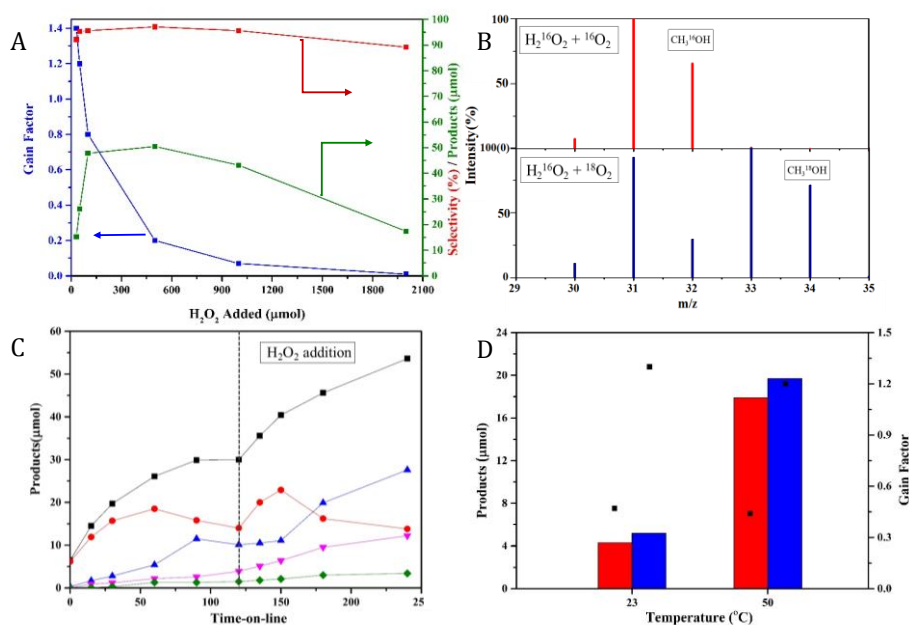 A
Gain Factor
1.4
1.2
1.0
0.8
0.6
0.4
0.2
0.0
100
90
80
70
60
50
40
30
20
10
0
Selectivity (%) / Products (µmol)
0 300 600 900 1200 1500 1800 2100
H₂O₂ Added (µmol)
B
Intensity(%)
100
50
100(0)
50
0
H₂¹⁶O₂ + ¹⁶O₂
CH₃¹⁶OH
H₂¹⁶O₂ + ¹⁸O₂
CH₃¹⁸OH
29 30 31 32 33 34 35
m/z
C
Products(µmol)
60
50
40
30
20
10
0
H₂O₂ addition
0 50 100 150 200 25
Time-on-line
D
Products (µmol)
24
20
16
12
8
4
0
1.5
1.2
0.9
0.6
0.3
0.0
Gain Factor
23 50
Temperature (°C)